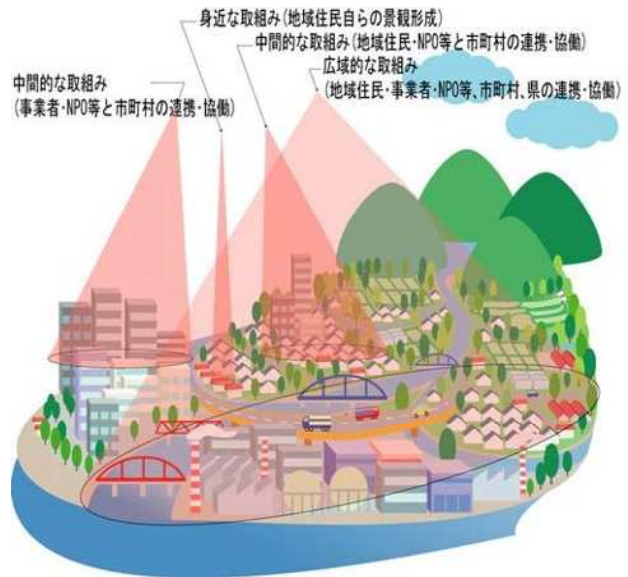 身近な取組み(地域住民自らの景観形成)
中間的な取組み(地域住民・NPO等と市町村の連携・協働)
広域的な取組み
(地域住民・事業者・NPO等、市町村、県の連携・協働)
中間的な取組み
(事業者・NPO等と市町村の連携・協働)